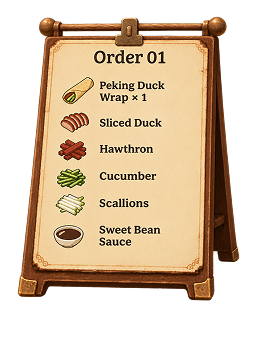 Order 01
Peking Duck
Wrap × 1
Sliced Duck
Hawthron
Cucumber
Scallions
Sweet Bean
Sauce